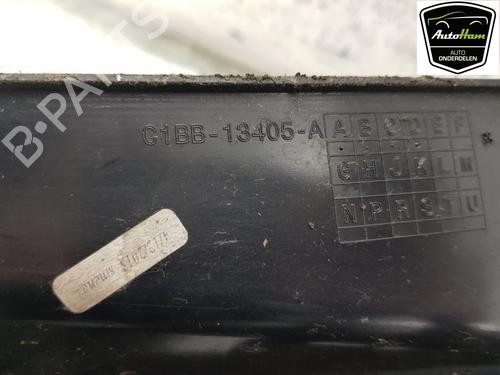 AutoHam
AUTO
ONDERDELEN
C1BB-13405-A
A B C D E F
G H J K L M
N P R S T U
B-PARTS